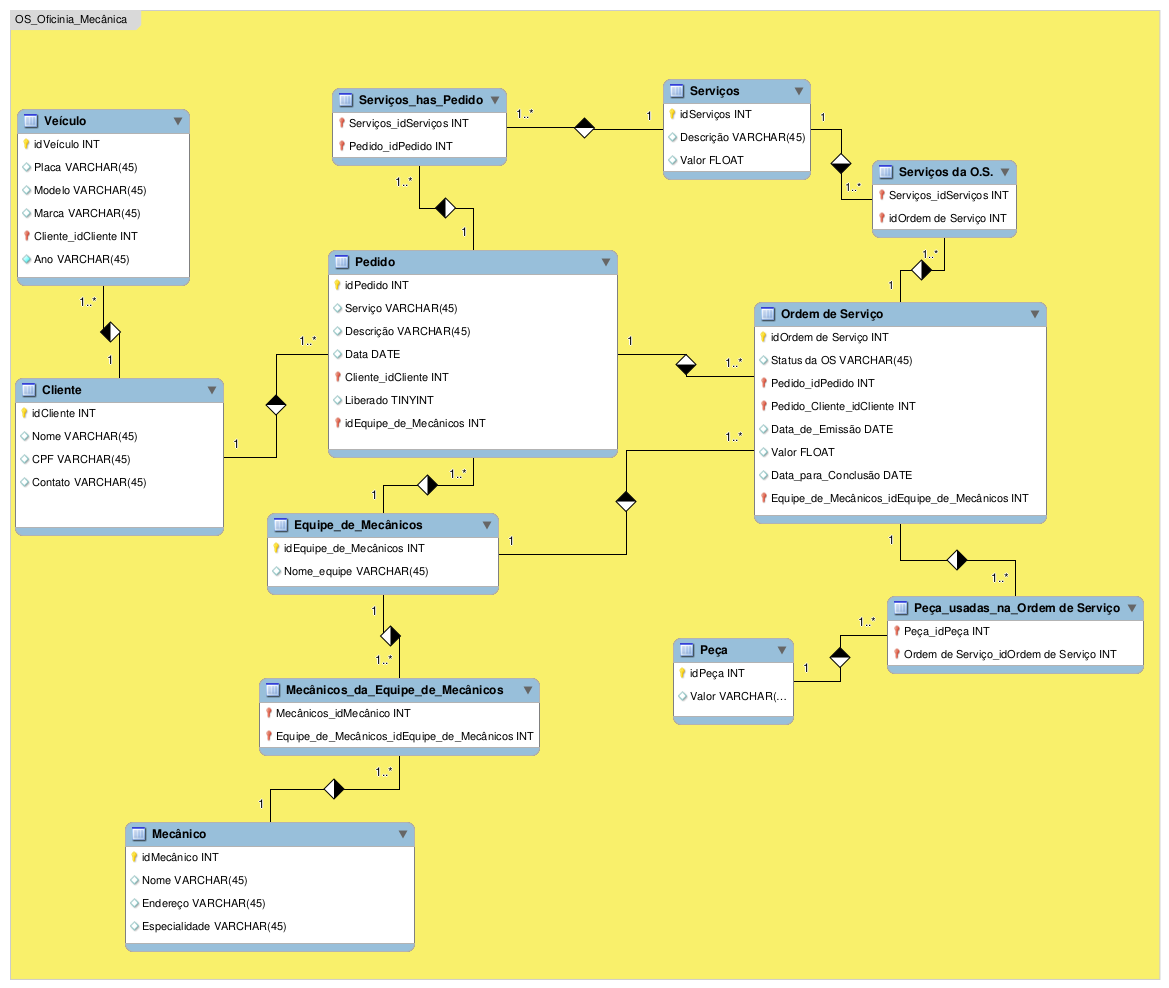 OS_Oficinia_Mecânica
Veículo
idVeículo INT
Placa VARCHAR(45)
Modelo VARCHAR(45)
Marca VARCHAR(45)
Cliente_idCliente INT
Ano VARCHAR(45)
1..*
1
Cliente
idCliente INT
Nome VARCHAR(45)
CPF VARCHAR(45)
Contato VARCHAR(45)
1
1..*
Serviços_has_Pedido
Serviços_idServiços INT
Pedido_idPedido INT
1..*
1
1..*
1
Serviços
idServiços INT
Descrição VARCHAR(45)
Valor FLOAT
1
1..*
Serviços da O.S.
Serviços_idServiços INT
idOrdem de Serviço INT
1..*
1
Pedido
idPedido INT
Serviço VARCHAR(45)
Descrição VARCHAR(45)
Data DATE
Cliente_idCliente INT
Liberado TINYINT
idEquipe_de_Mecânicos INT
1
1..*
1..*
1
Ordem de Serviço
idOrdem de Serviço INT
Status da OS VARCHAR(45)
Pedido_idPedido INT
Pedido_Cliente_idCliente INT
Data_de_Emissão DATE
Valor FLOAT
Data_para_Conclusão DATE
Equipe_de_Mecânicos_idEquipe_de_Mecânicos INT
1..*
1
1
1..*
Equipe_de_Mecânicos
idEquipe_de_Mecânicos INT
Nome_equipe VARCHAR(45)
1
1..*
Peça_usadas_na_Ordem de Serviço
Peça_idPeça INT
Ordem de Serviço_idOrdem de Serviço INT
1..*
1
Peça
idPeça INT
Valor VARCHAR(...
Mecânicos_da_Equipe_de_Mecânicos
Mecânicos_idMecânico INT
Equipe_de_Mecânicos_idEquipe_de_Mecânicos INT
1..*
1
Mecânico
idMecânico INT
Nome VARCHAR(45)
Endereço VARCHAR(45)
Especialidade VARCHAR(45)